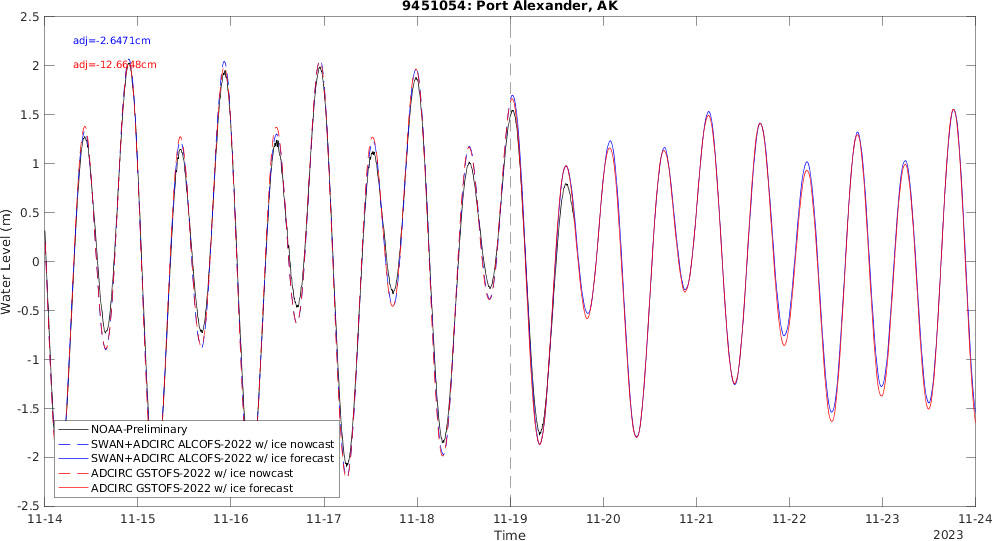 9451054: Port Alexander, AK
adj=-2.6471cm
adj=-12.6648cm
2.5
2
1.5
1
0.5
0
-0.5
-1
-1.5
-2
-2.5
Water Level (m)
NOAA-Preliminary
SWAN+ADCIRC ALCOFS-2022 w/ ice nowcast
SWAN+ADCIRC ALCOFS-2022 w/ ice forecast
ADCIRC GSTOFS-2022 w/ ice nowcast
ADCIRC GSTOFS-2022 w/ ice forecast
11-14 11-15 11-16 11-17 11-18 11-19 11-20 11-21 11-22 11-23 11-24
Time
2023